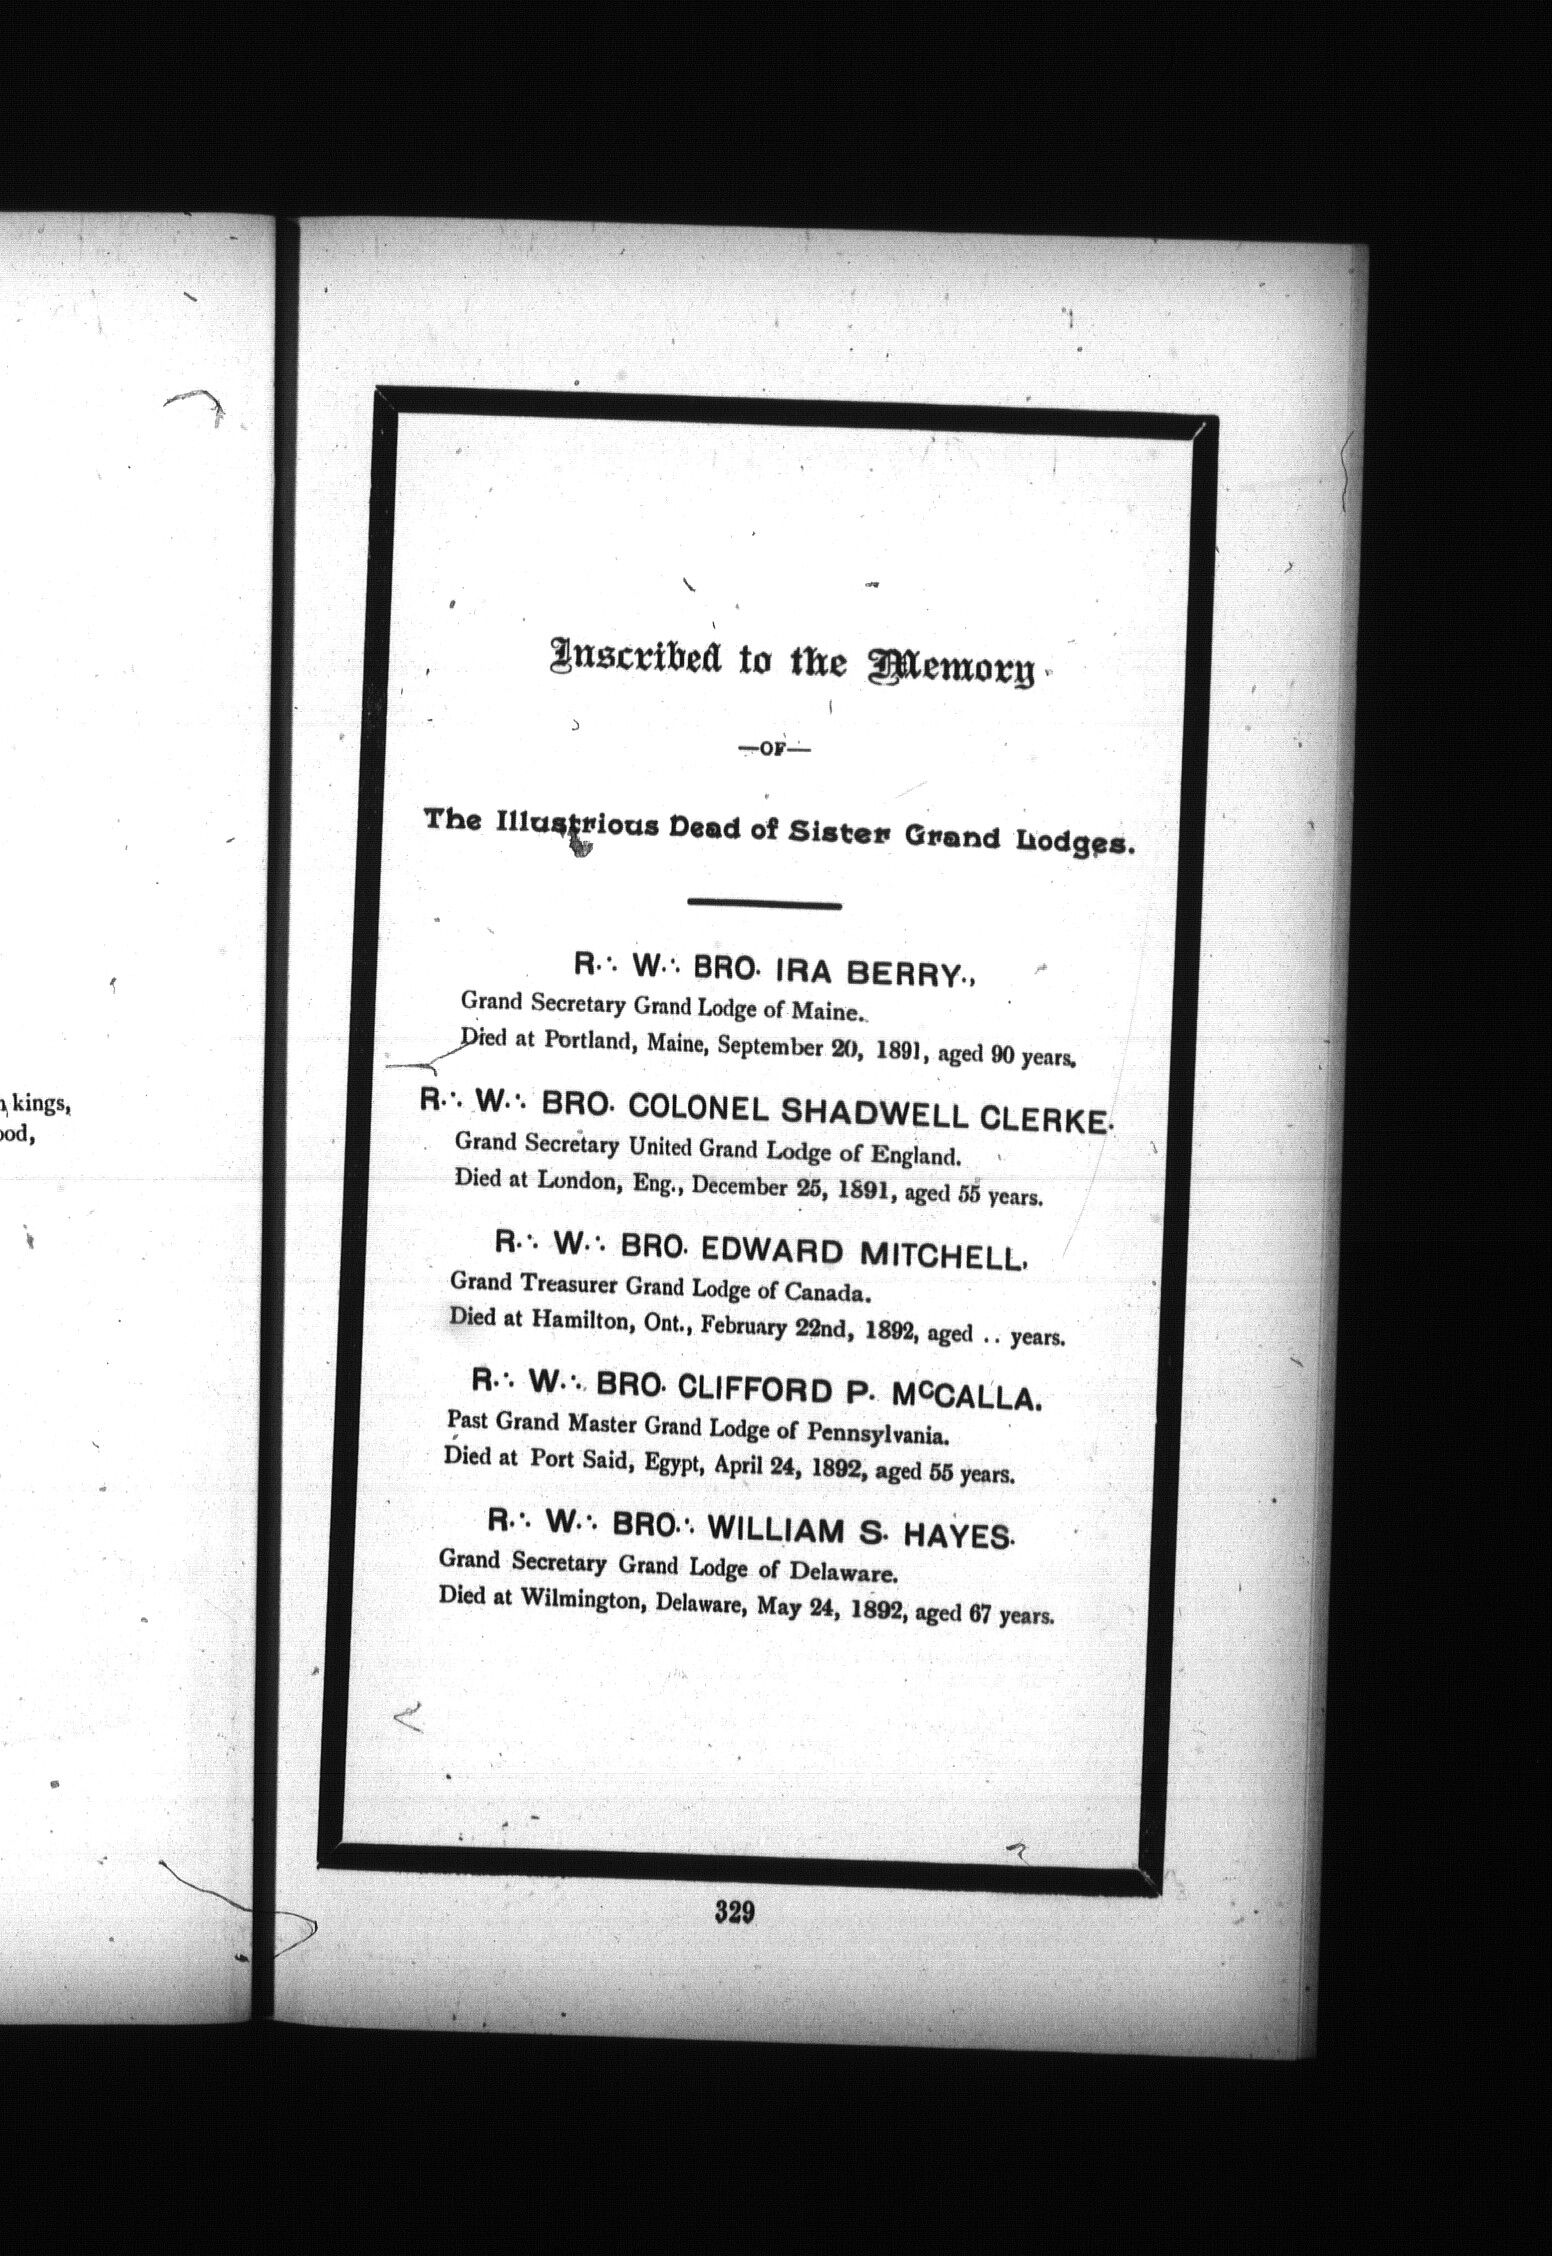 kings,
Inscribed to the Memory
—OF—
The Illustrious Dead of Sister Grand Lodges.
R∴ W∴ BRO. IRA BERRY.,
Grand Secretary Grand Lodge of Maine.
Died at Portland, Maine, September 20, 1891, aged 90 years.
R∴ W∴ BRO. COLONEL SHADWELL CLERKE.
Grand Secretary United Grand Lodge of England.
Died at London, Eng., December 25, 1891, aged 55 years.
R∴ W∴ BRO. EDWARD MITCHELL,
Grand Treasurer Grand Lodge of Canada.
Died at Hamilton, Ont., February 22nd, 1892, aged .. years.
R∴ W∴ BRO. CLIFFORD P. McCALLA.
Past Grand Master Grand Lodge of Pennsylvania.
Died at Port Said, Egypt, April 24, 1892, aged 55 years.
R∴ W∴ BRO∴ WILLIAM S. HAYES.
Grand Secretary Grand Lodge of Delaware.
Died at Wilmington, Delaware, May 24, 1892, aged 67 years.
329